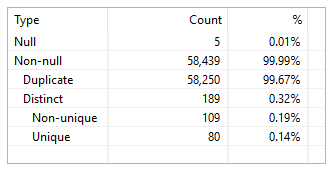 Type Count %
Null 5 0.01%
Non-null 58,439 99.99%
Duplicate 58,250 99.67%
Distinct 189 0.32%
Non-unique 109 0.19%
Unique 80 0.14%